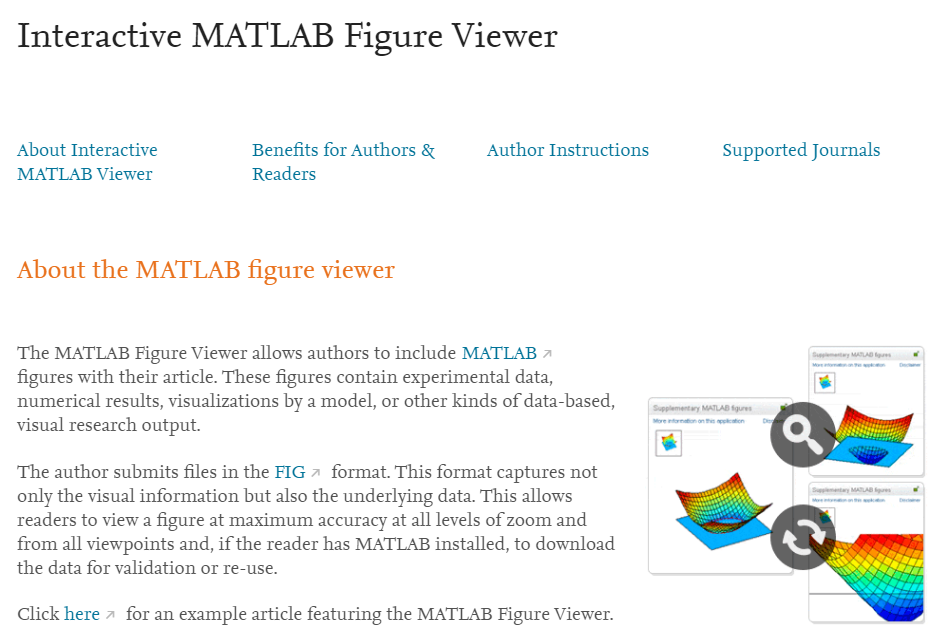 Interactive MATLAB Figure Viewer
About Interactive
MATLAB Viewer
Benefits for Authors &
Readers
Author Instructions
Supported Journals
About the MATLAB figure viewer
The MATLAB Figure Viewer allows authors to include MATLAB
figures with their article. These figures contain experimental data,
numerical results, visualizations by a model, or other kinds of data-based,
visual research output.
The author submits files in the FIG format. This format captures not
only the visual information but also the underlying data. This allows
readers to view a figure at maximum accuracy at all levels of zoom and
from all viewpoints and, if the reader has MATLAB installed, to download
the data for validation or re-use.
Click here for an example article featuring the MATLAB Figure Viewer.
Supplementary MATLAB figures
More information on this application
Supplementary MATLAB figures
More information on this application Disclaimer
Supplementary MATLAB figures
More information on this application Disclaimer